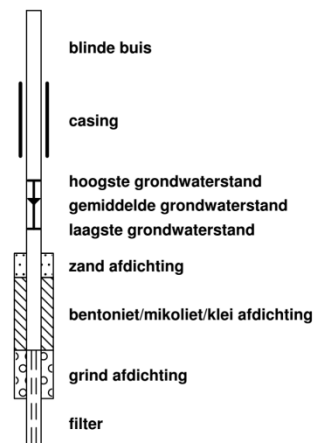 blinde buis
casing
hoogste grondwaterstand
gemiddelde grondwaterstand
laagste grondwaterstand
zand afdichting
bentoniet/mikoliet/klei afdichting
grind afdichting
filter